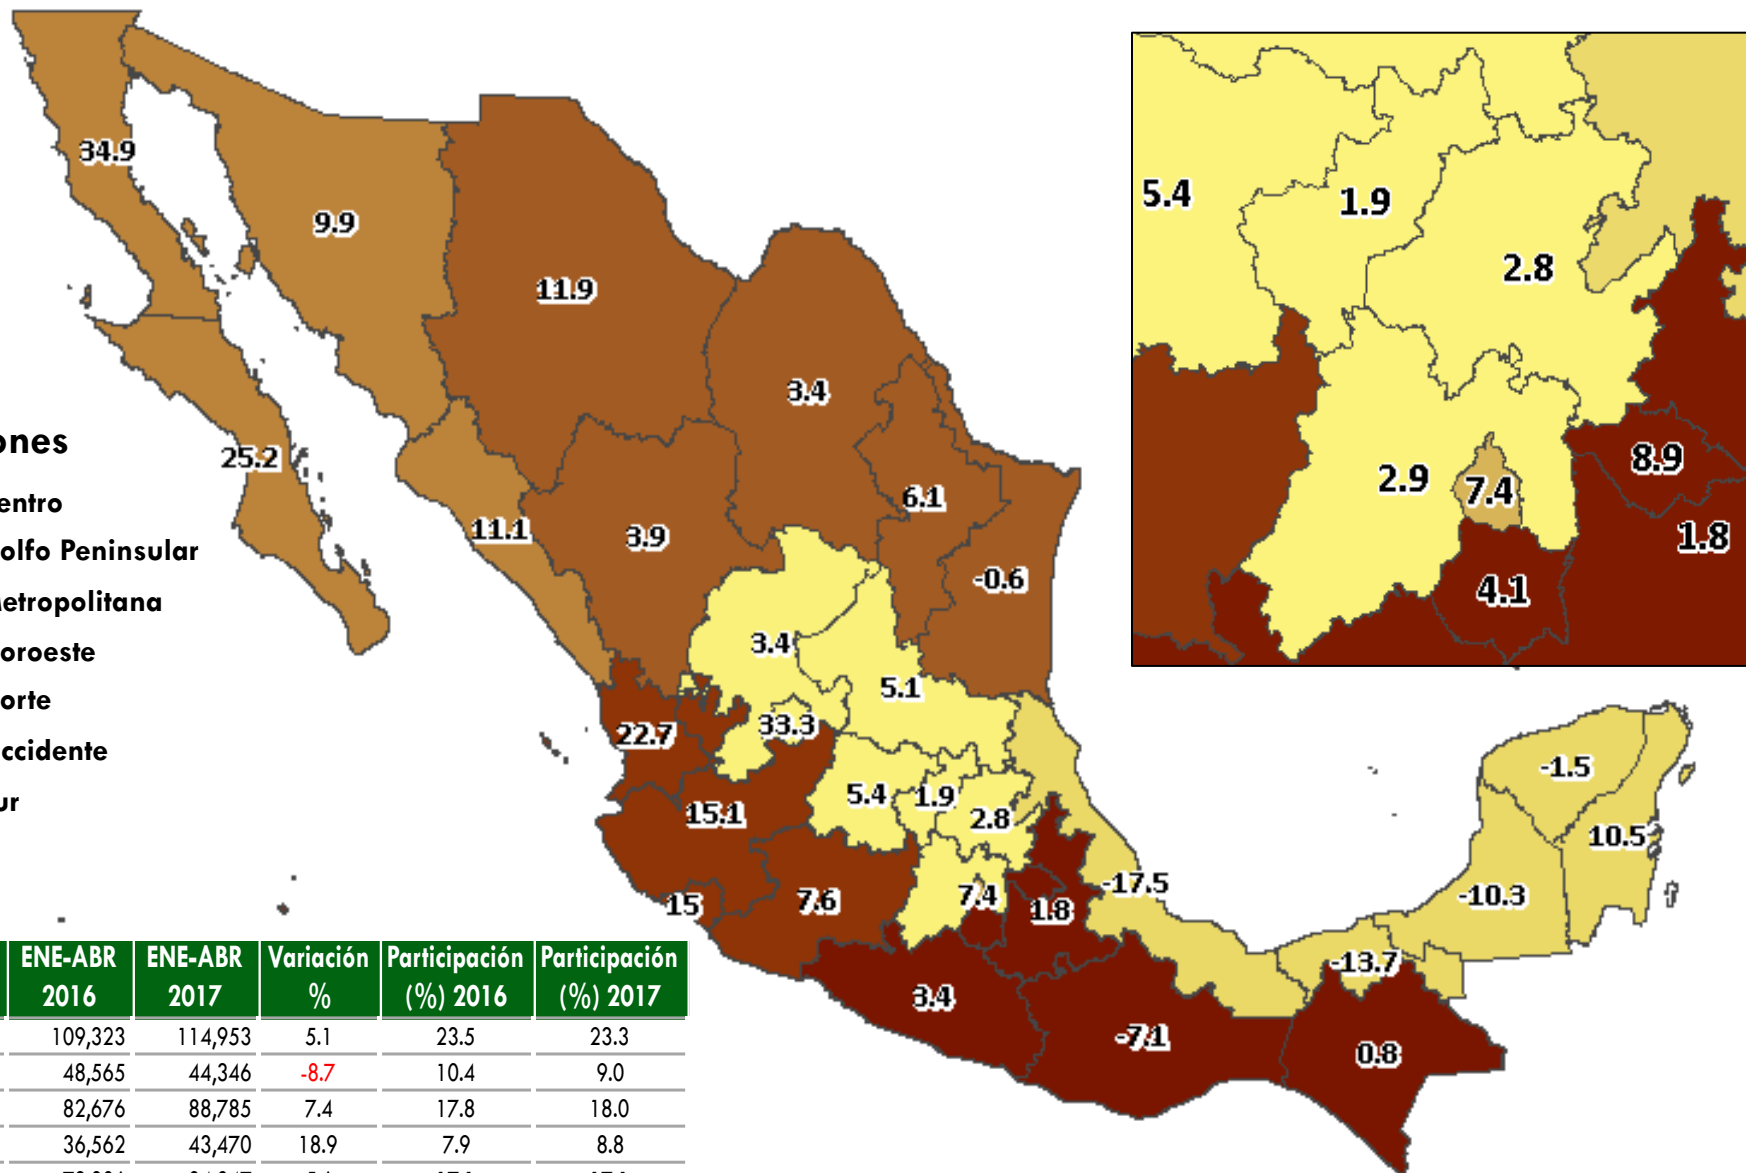 34.9
9.9
11.9
3.4
25.2
11.1
3.9
6.1
-0.6
3.4
5.1
22.7
33.3
15.1
5.4
1.9
2.8
15
7.6
7.4
1.8
-17.5
3.4
-7.1
0.8
-13.7
-10.3
-1.5
10.5
5.4
1.9
2.8
2.9
7.4
8.9
1.8
4.1
ones
entro
olfo Peninsular
etropolitana
oroeste
orte
ccidente
ur
ENE-ABR 2016 ENE-ABR 2017 Variación % Participación (%) 2016 Participación (%) 2017
109,323 114,953 5.1 23.5 23.3
48,565 44,346 -8.7 10.4 9.0
82,676 88,785 7.4 17.8 18.0
36,562 43,470 18.9 7.9 8.8